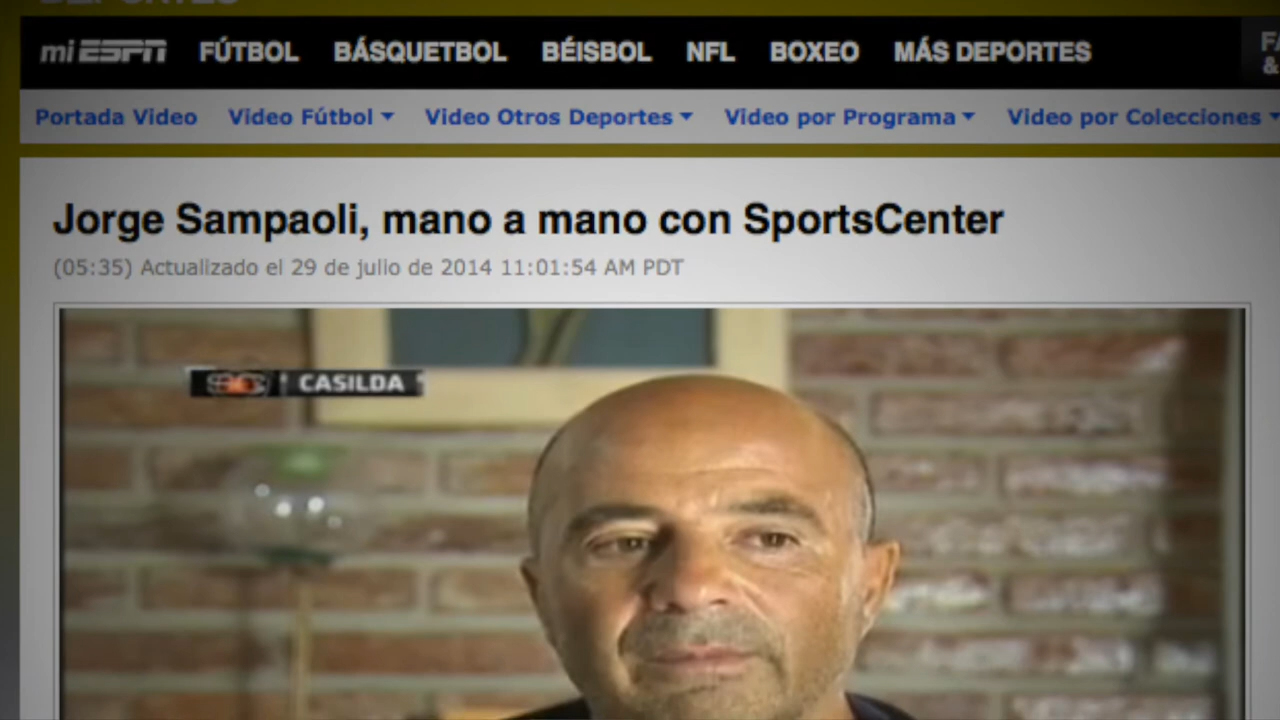 mi ESPN FÚTBOL BÁSQUETBOL BÉISBOL NFL BOXEO MÁS DEPORTES
Portada Video Video Fútbol Video Otros Deportes Video por Programa Video por Colecciones
Jorge Sampaoli, mano a mano con SportsCenter
(05:35) Actualizado el 29 de julio de 2014 11:01:54 AM PDT
SC CASILDA